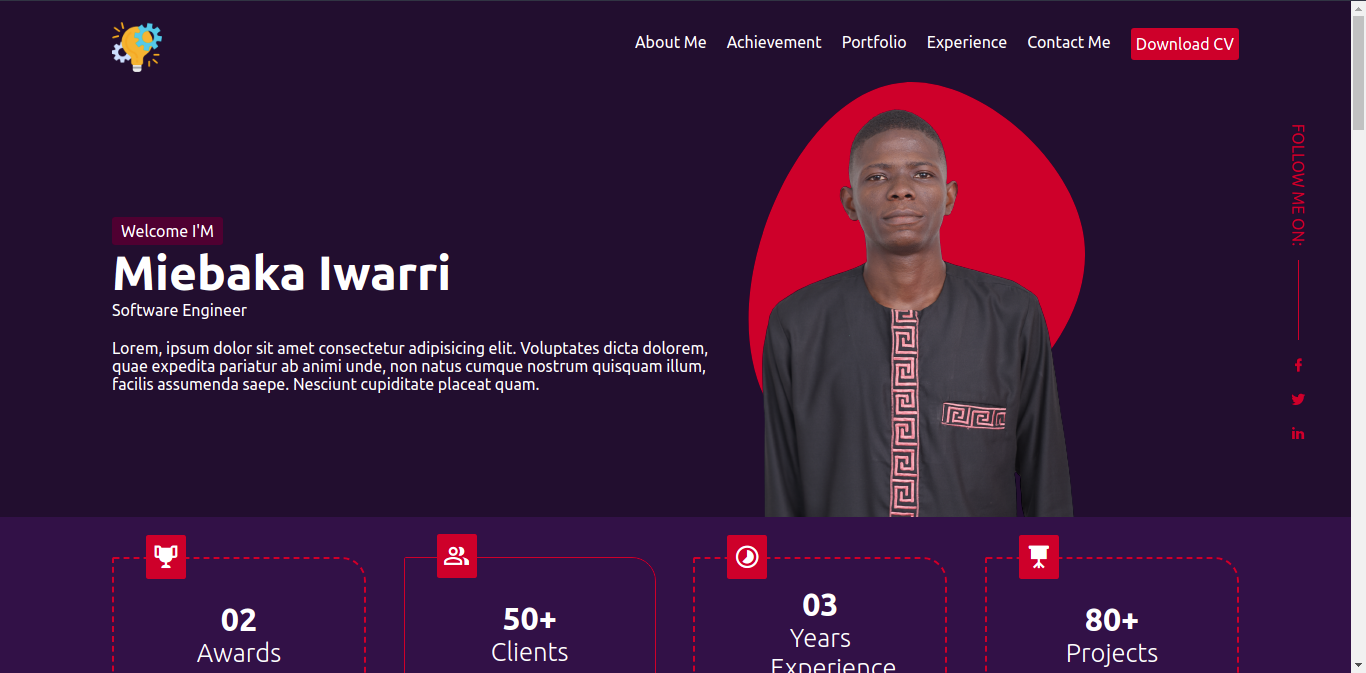 About Me Achievement Portfolio Experience Contact Me Download CV
FOLLOW ME ON:
Welcome I'M
Miebaka Iwarri
Software Engineer
Lorem, ipsum dolor sit amet consectetur adipisicing elit. Voluptates dicta dolorem,
quae expedita pariatur ab animi unde, non natus cumque nostrum quisquam illum,
facilis assumenda saepe. Nesciunt cupiditate placeat quam.
02
Awards
50+
Clients
03
Years
Experience
80+
Projects